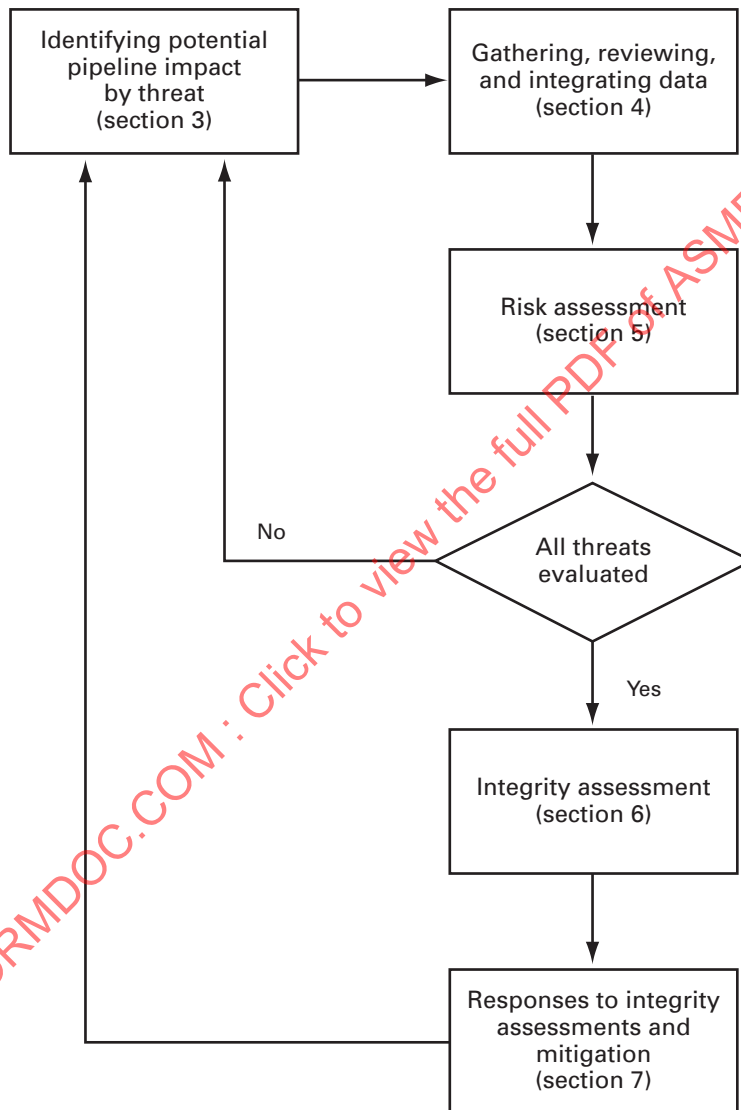 Identifying potential
pipeline impact
by threat
(section 3)
Gathering, reviewing,
and integrating data
(section 4)
Risk assessment
(section 5)
All threats
evaluated
No
Yes
Integrity assessment
(section 6)
Responses to integrity
assessments and
mitigation
(section 7)
RMDOC.COM : Click to view the full PDF of ASME